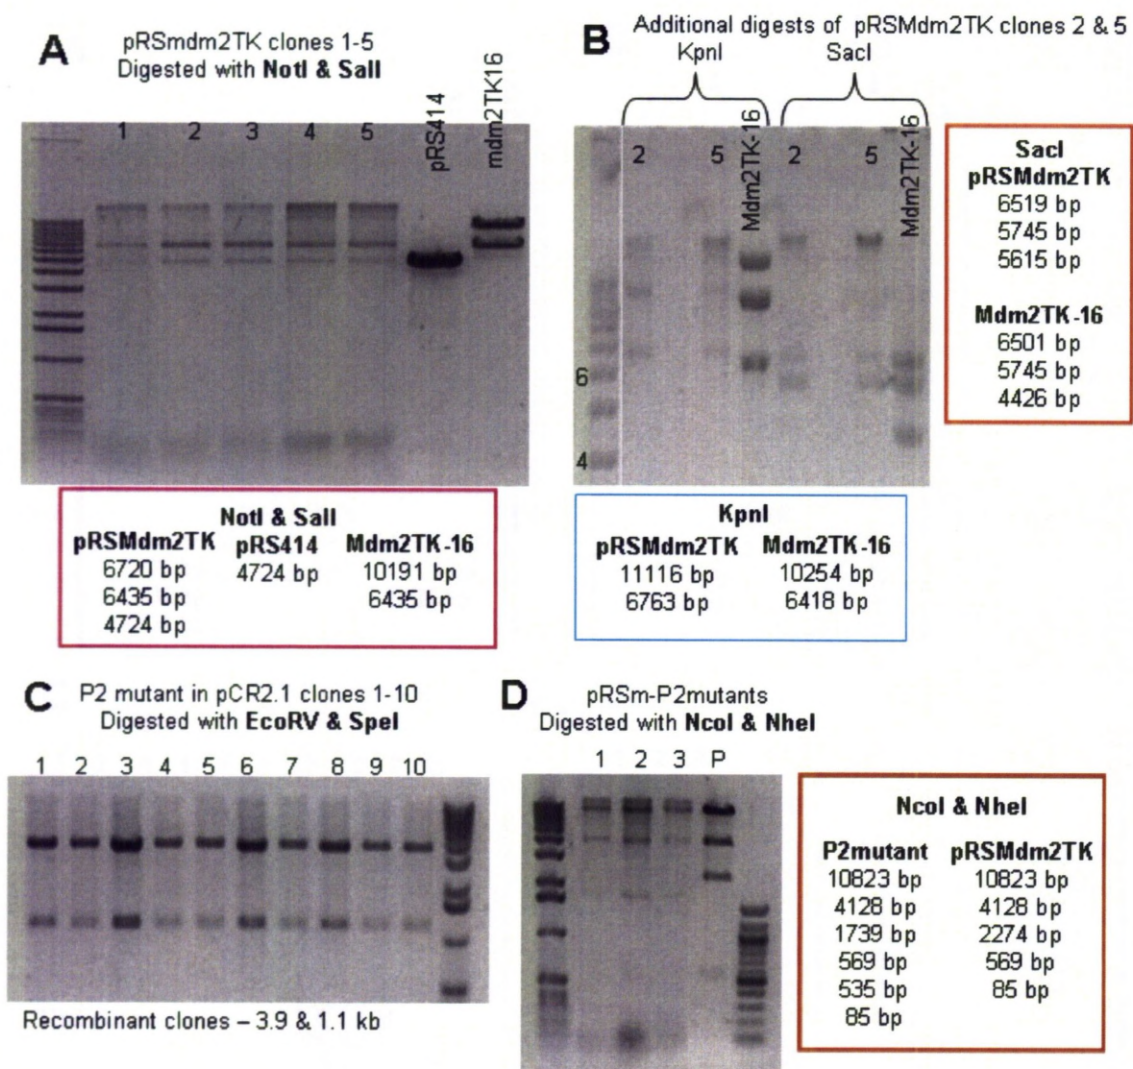 A
pRSmdm2TK clones 1-5
Digested with NotI & SalI
1 2 3 4 5 pRS414 mdm2TK16
NotI & SalI
pRSMdm2TK pRS414 Mdm2TK-16
6720 bp 4724 bp 10191 bp
6435 bp 6435 bp
4724 bp
B
Additional digests of pRSMdm2TK clones 2 & 5
KpnI SacI
2 5 Mdm2TK-16 2 5 Mdm2TK-16
6
4
SacI
pRSMdm2TK
6519 bp
5745 bp
5615 bp
Mdm2TK-16
6501 bp
5745 bp
4426 bp
KpnI
pRSMdm2TK Mdm2TK-16
11116 bp 10254 bp
6763 bp 6418 bp
C
P2 mutant in pCR2.1 clones 1-10
Digested with EcoRV & SpeI
1 2 3 4 5 6 7 8 9 10
Recombinant clones – 3.9 & 1.1 kb
D
pRSm-P2mutants
Digested with NcoI & NheI
1 2 3 P
NcoI & NheI
P2mutant pRSMdm2TK
10823 bp 10823 bp
4128 bp 4128 bp
1739 bp 2274 bp
569 bp 569 bp
535 bp 85 bp
85 bp